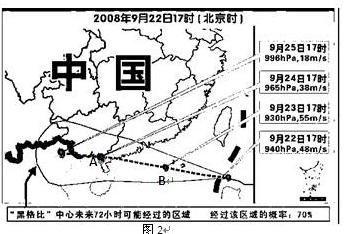 2008年9月22日17时(北京时)
中国
9月25日17时
996hPa,18m/s
9月24日17时
965hPa,38m/s
9月23日17时
930hPa,55m/s
9月22日17时
940hPa,48m/s
A
B
"黑格比"中心未来72小时可能经过的区域 经过该区域的概率：70%
图2